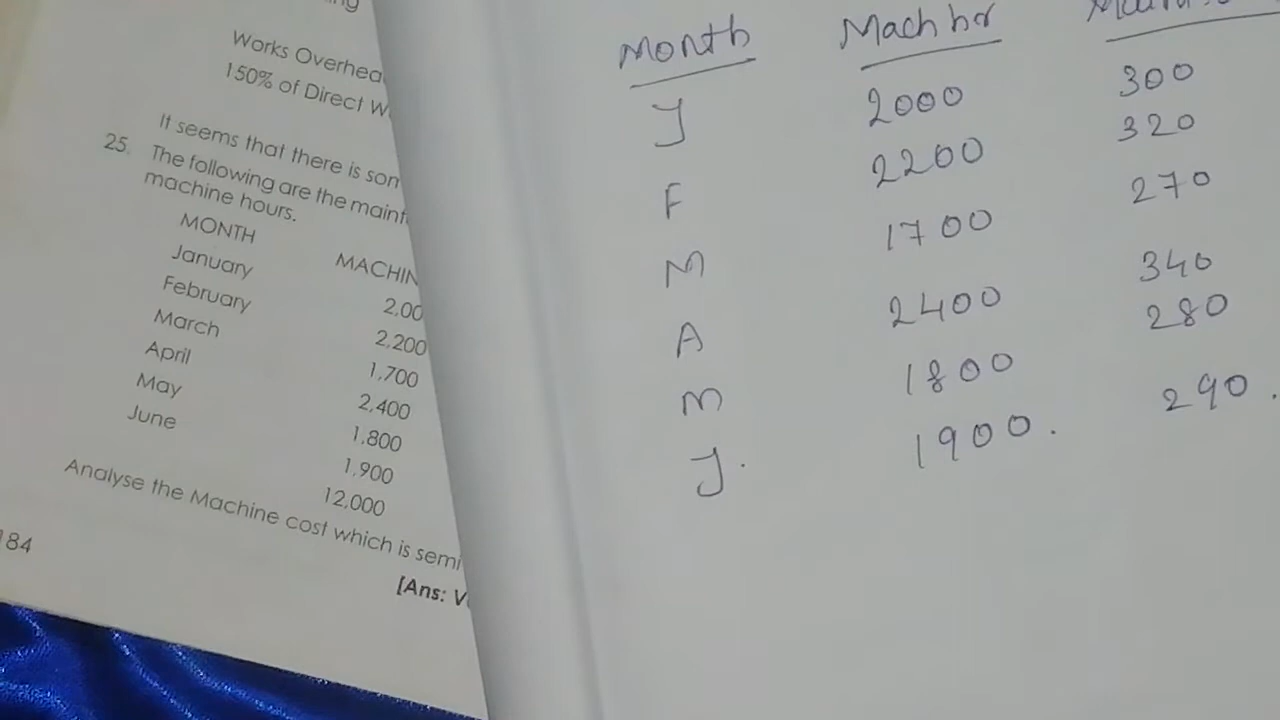 Works Overhea
150% of Direct W
It seems that there is som
25. The following are the maint
machine hours.
MONTH MACHIN
January 2,00
February 2,200
March 1,700
April 2,400
May 1,800
June 1,900
12,000
Analyse the Machine cost which is semi
184
[Ans: V
Month Mach hr
J 2000 300
F 2200 320
M 1700 270
A 2400 340
M 1800 280
J. 1900. 290.